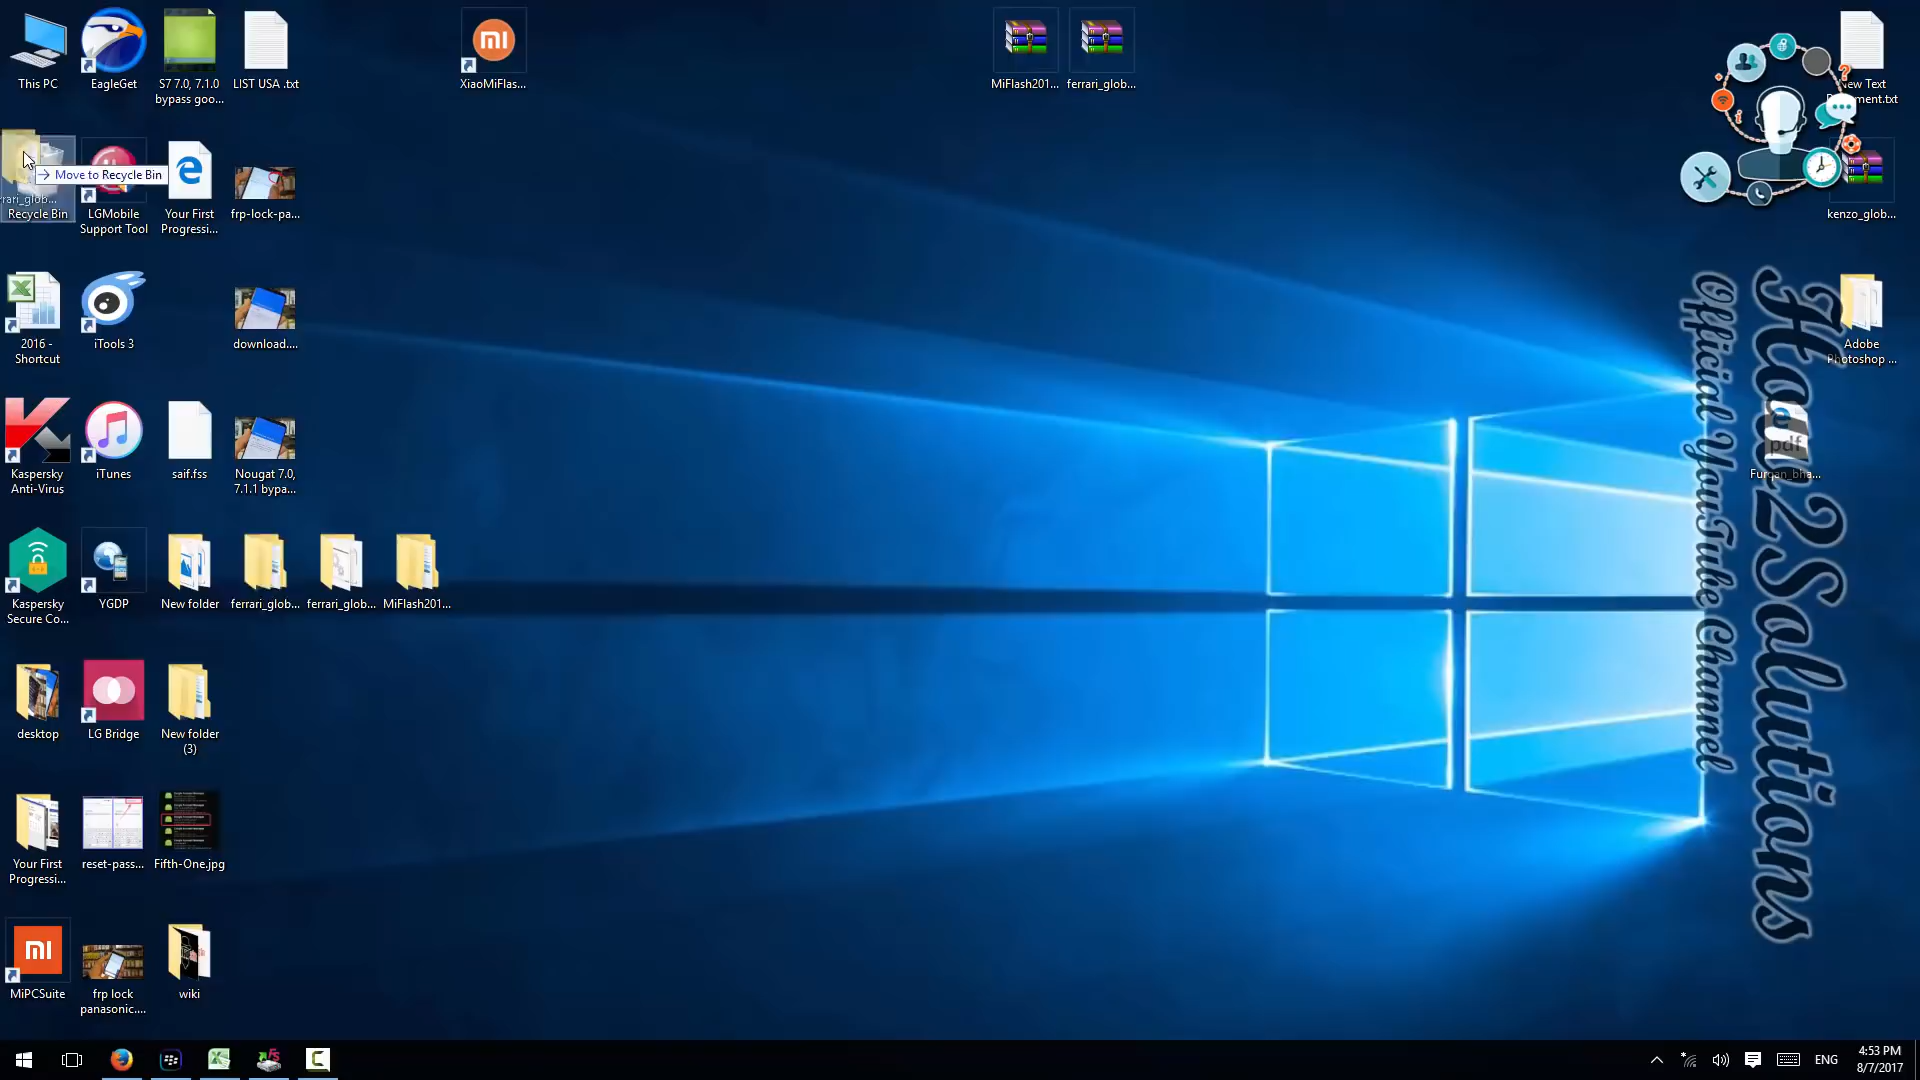 This PC
EagleGet
S7 7.0, 7.1.0
bypass goo...
LIST USA .txt
XiaoMiFlas...
MiFlash201...
ferrari_glob...
New Text
Move to Recycle Bin
Recycle Bin
LGMobile
Support Tool
Your First
Progressi...
frp-lock-pa...
kenzo_glob...
2016 -
Shortcut
iTools 3
download....
Adobe
Photoshop ...
Kaspersky
Anti-Virus
iTunes
saif.fss
Nougat 7.0,
7.1.1 bypa...
pdf
Kaspersky
Secure Co...
YGDP
New folder
ferrari_glob...
ferrari_glob...
MiFlash201...
desktop
LG Bridge
New folder
(3)
Your First
Progressi...
reset-pass...
Fifth-One.jpg
MiPCSuite
frp lock
panasonic....
wiki
How2Solutions
Official YouTube Channel
ENG
4:53 PM
8/7/2017